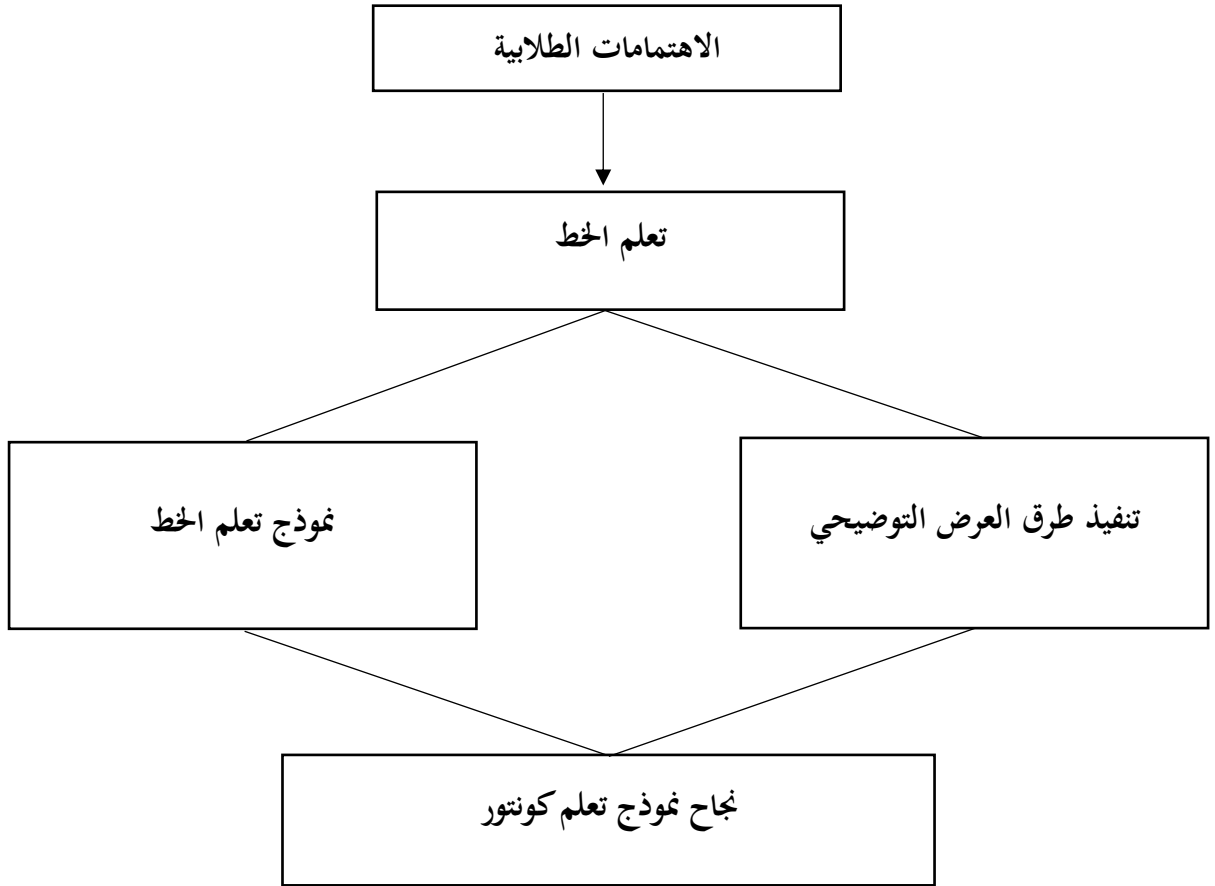 الاهتمامات الطلابية
تعلم الخط
تنفيذ طرق العرض التوضيحي
نموذج تعلم الخط
نجاح نموذج تعلم كونتور